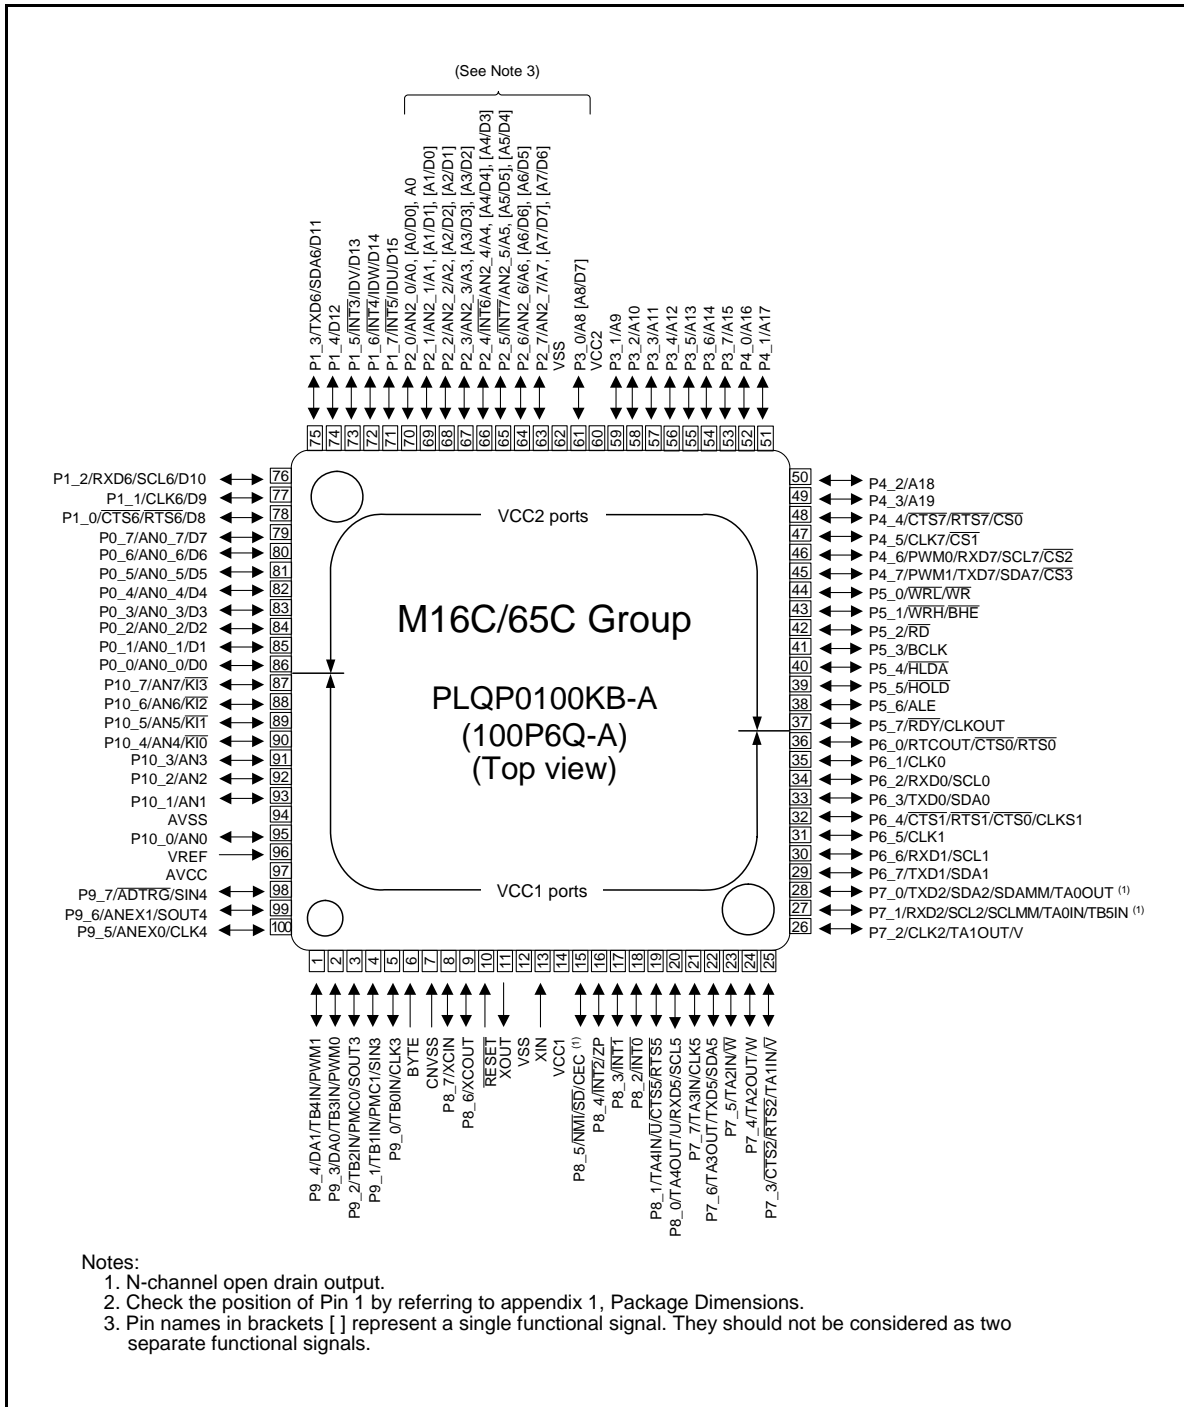 (See Note 3)
P1_3/TXD6/SDA6/D11
P1_4/D12
P1_5/INT3/IDV/D13
P1_6/INT4/IDW/D14
P1_7/INT5/IDU/D15
P2_0/AN2_0/A0, [A0/D0], A0
P2_1/AN2_1/A1, [A1/D1], [A1/D0]
P2_2/AN2_2/A2, [A2/D2], [A2/D1]
P2_3/AN2_3/A3, [A3/D3], [A3/D2]
P2_4/INT6/AN2_4/A4, [A4/D4], [A4/D3]
P2_5/INT7/AN2_5/A5, [A5/D5], [A5/D4]
P2_6/AN2_6/A6, [A6/D6], [A6/D5]
P2_7/AN2_7/A7, [A7/D7], [A7/D6]
VSS
P3_0/A8 [A8/D7]
VCC2
P3_1/A9
P3_2/A10
P3_3/A11
P3_4/A12
P3_5/A13
P3_6/A14
P3_7/A15
P4_0/A16
P4_1/A17
75 74 73 72 71 70 69 68 67 66 65 64 63 62 61 60 59 58 57 56 55 54 53 52 51
P1_2/RXD6/SCL6/D10 76
P1_1/CLK6/D9 77
P1_0/CTS6/RTS6/D8 78
P0_7/AN0_7/D7 79
P0_6/AN0_6/D6 80
P0_5/AN0_5/D5 81
P0_4/AN0_4/D4 82
P0_3/AN0_3/D3 83
P0_2/AN0_2/D2 84
P0_1/AN0_1/D1 85
P0_0/AN0_0/D0 86
P10_7/AN7/KI3 87
P10_6/AN6/KI2 88
P10_5/AN5/KI1 89
P10_4/AN4/KI0 90
P10_3/AN3 91
P10_2/AN2 92
P10_1/AN1 93
AVSS 94
P10_0/AN0 95
VREF 96
AVCC 97
P9_7/ADTRG/SIN4 98
P9_6/ANEX1/SOUT4 99
P9_5/ANEX0/CLK4 100
VCC2 ports
M16C/65C Group
PLQP0100KB-A
(100P6Q-A)
(Top view)
VCC1 ports
50 P4_2/A18
49 P4_3/A19
48 P4_4/CTS7/RTS7/CS0
47 P4_5/CLK7/CS1
46 P4_6/PWM0/RXD7/SCL7/CS2
45 P4_7/PWM1/TXD7/SDA7/CS3
44 P5_0/WRL/WR
43 P5_1/WRH/BHE
42 P5_2/RD
41 P5_3/BCLK
40 P5_4/HLDA
39 P5_5/HOLD
38 P5_6/ALE
37 P5_7/RDY/CLKOUT
36 P6_0/RTCOUT/CTS0/RTS0
35 P6_1/CLK0
34 P6_2/RXD0/SCL0
33 P6_3/TXD0/SDA0
32 P6_4/CTS1/RTS1/CTS0/CLKS1
31 P6_5/CLK1
30 P6_6/RXD1/SCL1
29 P6_7/TXD1/SDA1
28 P7_0/TXD2/SDA2/SDAMM/TA0OUT (1)
27 P7_1/RXD2/SCL2/SCLMM/TA0IN/TB5IN (1)
26 P7_2/CLK2/TA1OUT/V
1 2 3 4 5 6 7 8 9 10 11 12 13 14 15 16 17 18 19 20 21 22 23 24 25
P9_4/DA1/TB4IN/PWM1
P9_3/DA0/TB3IN/PWM0
P9_2/TB2IN/PMC0/SOUT3
P9_1/TB1IN/PMC1/SIN3
P9_0/TB0IN/CLK3
BYTE
CNVSS
P8_7/XCIN
P8_6/XCOUT
RESET
XOUT
VSS
XIN
VCC1
P8_5/NMI/SD/CEC (1)
P8_4/INT2/ZP
P8_3/INT1
P8_2/INT0
P8_1/TA4IN/U/CTS5/RTS5
P8_0/TA4OUT/U/RXD5/SCL5
P7_7/TA3IN/CLK5
P7_6/TA3OUT/TXD5/SDA5
P7_5/TA2IN/W
P7_4/TA2OUT/W
P7_3/CTS2/RTS2/TA1IN/V
Notes:
1. N-channel open drain output.
2. Check the position of Pin 1 by referring to appendix 1, Package Dimensions.
3. Pin names in brackets [ ] represent a single functional signal. They should not be considered as two
separate functional signals.